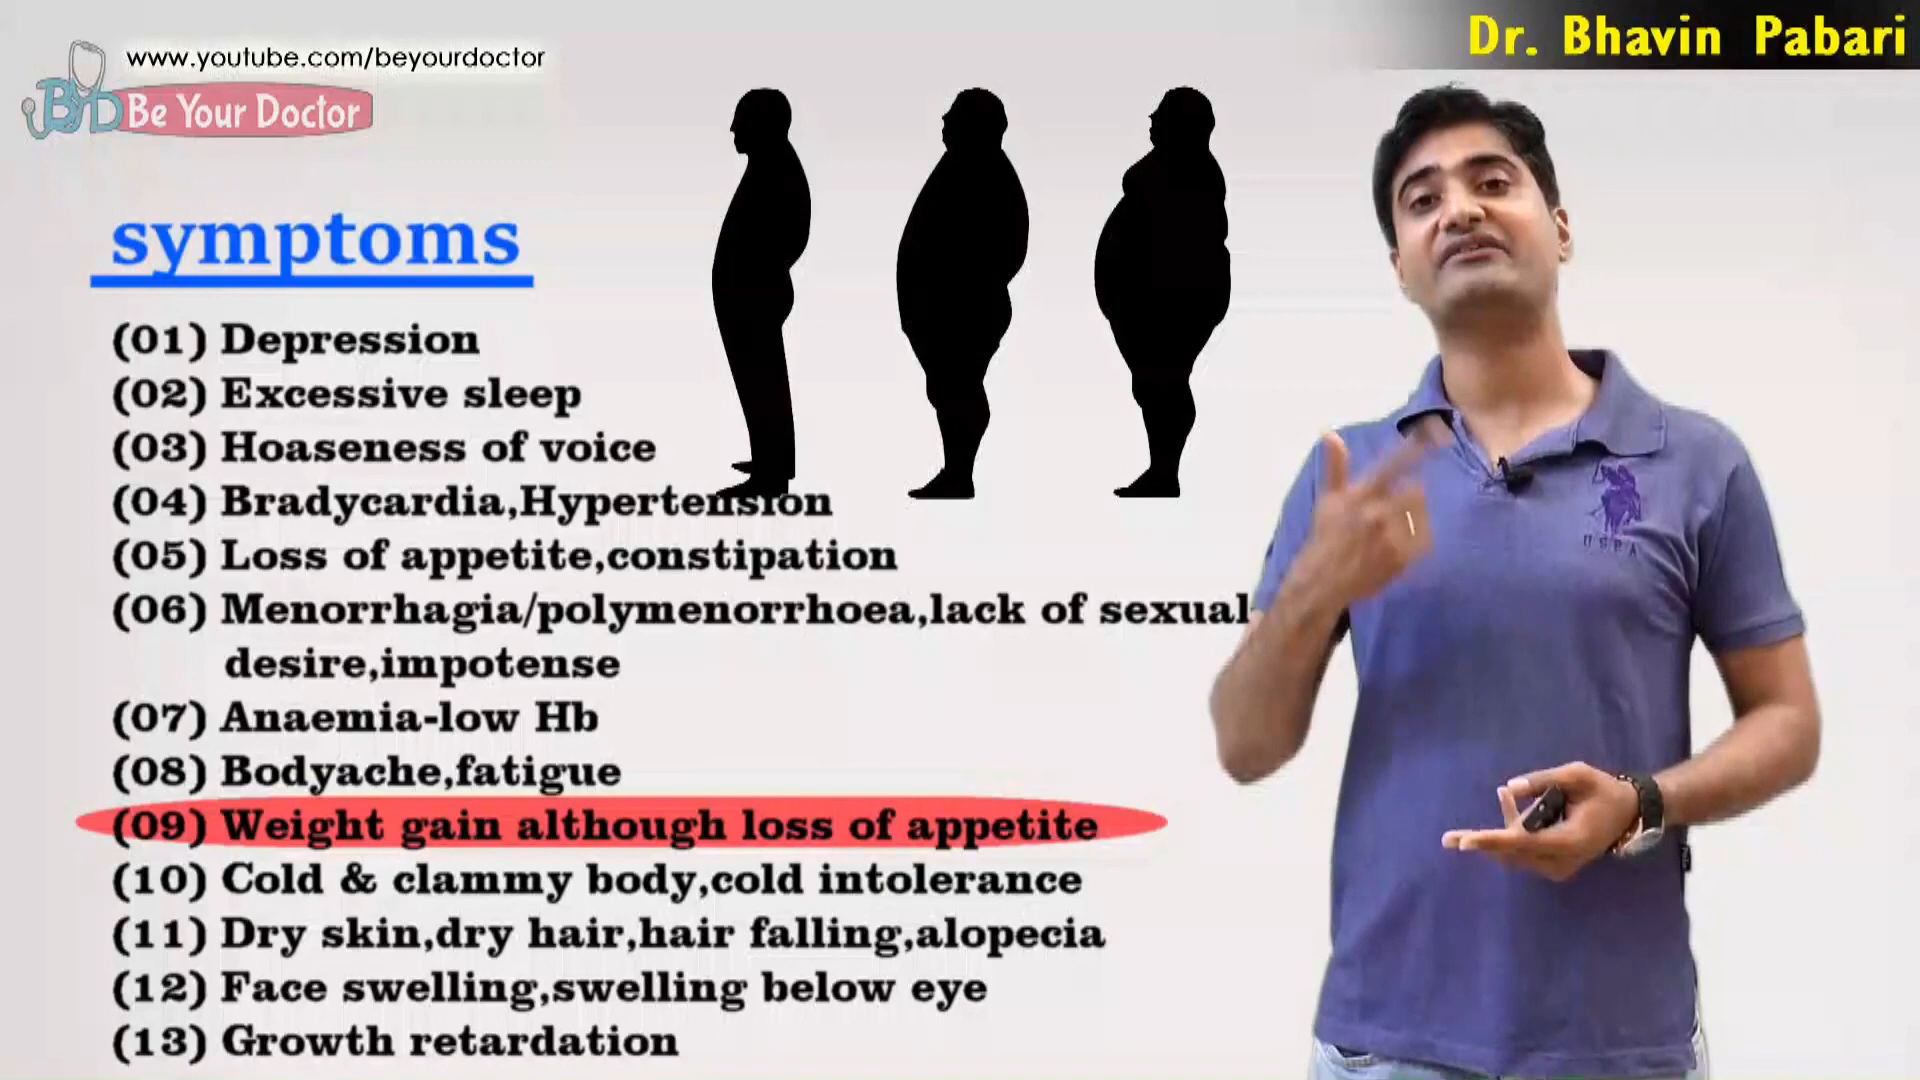 Dr. Bhavin Pabari
www.youtube.com/beyourdoctor
BYD Be Your Doctor
symptoms
(01) Depression
(02) Excessive sleep
(03) Hoaseness of voice
(04) Bradycardia,Hypertension
(05) Loss of appetite,constipation
(06) Menorrhagia/polymenorrhoea,lack of sexual
desire,impotense
(07) Anaemia-low Hb
(08) Bodyache,fatigue
(09) Weight gain although loss of appetite
(10) Cold & clammy body,cold intolerance
(11) Dry skin,dry hair,hair falling,alopecia
(12) Face swelling,swelling below eye
(13) Growth retardation
USPA